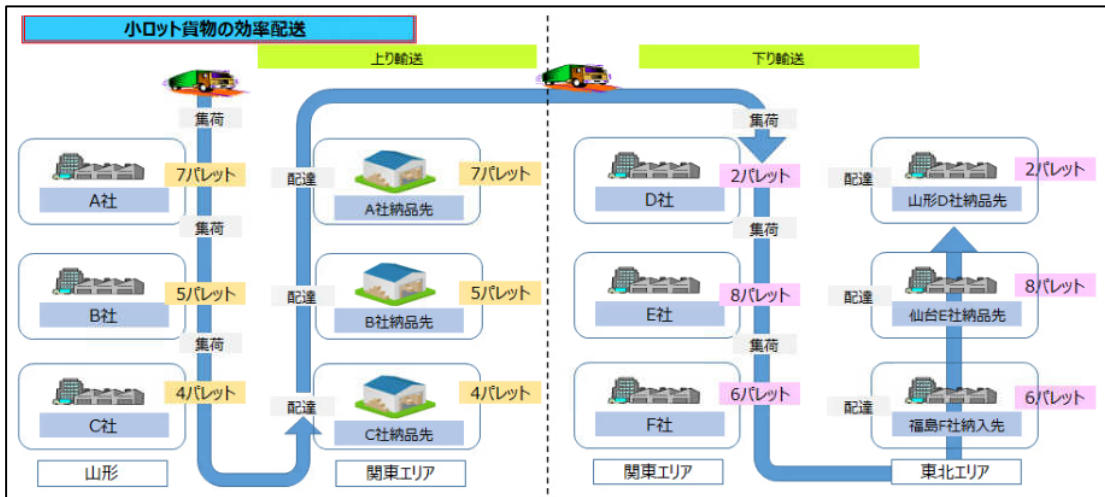 小ロット貨物の効率配送
上り輸送
下り輸送
集荷
7パレット
A社
集荷
5パレット
B社
集荷
4パレット
C社
山形
配達
7パレット
A社納品先
配達
5パレット
B社納品先
配達
4パレット
C社納品先
関東エリア
集荷
2パレット
D社
集荷
8パレット
E社
集荷
6パレット
F社
関東エリア
配達
2パレット
山形D社納品先
配達
8パレット
仙台E社納品先
配達
6パレット
福島F社納入先
東北エリア